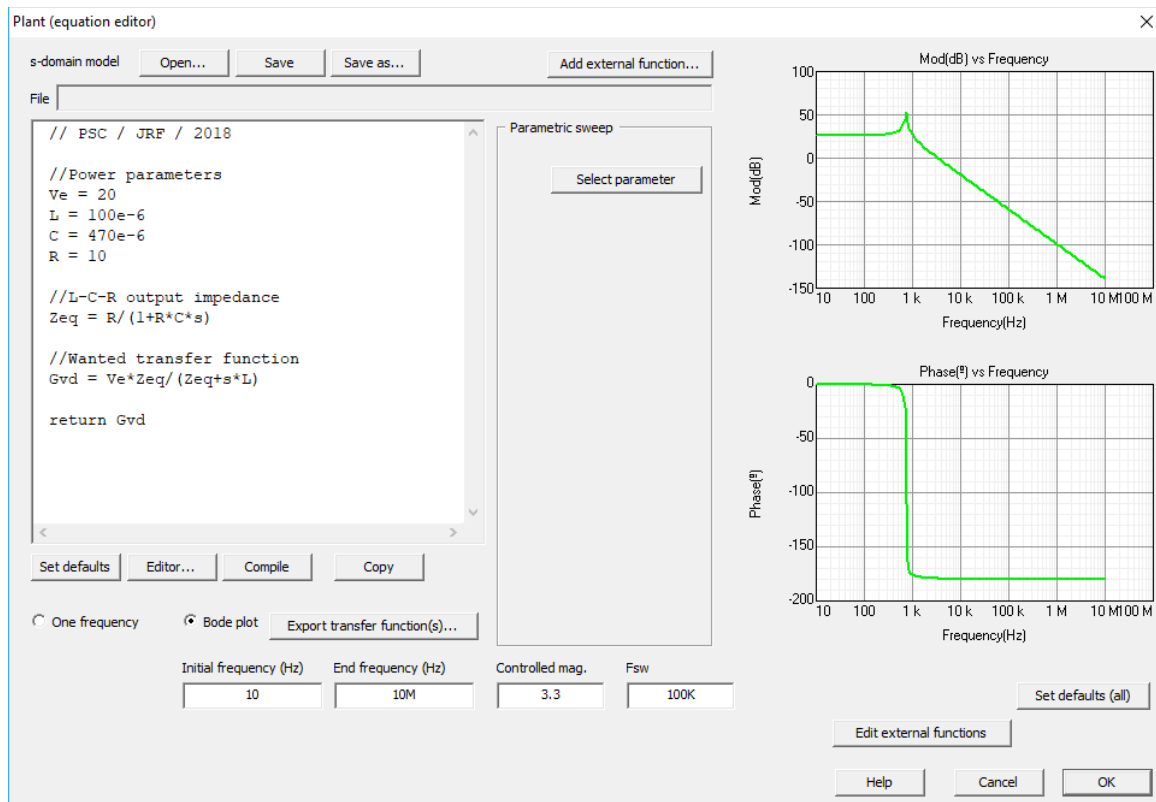 Plant (equation editor)
s-domain model
Open...
Save
Save as...
Add external function...
File
// PSC / JRF / 2018
//Power parameters
Ve = 20
L = 100e-6
C = 470e-6
R = 10
//L-C-R output impedance
Zeq = R/(1+R*C*s)
//Wanted transfer function
Gvd = Ve*Zeq/(Zeq+s*L)
return Gvd
Parametric sweep
Select parameter
Set defaults
Editor...
Compile
Copy
One frequency
Bode plot
Export transfer function(s)...
Initial frequency (Hz)
End frequency (Hz)
Controlled mag.
Fsw
10
10M
3.3
100K
Mod(dB) vs Frequency
Mod(dB)
100
50
0
-50
-100
-150
10 100 1 k 10 k 100 k 1 M 10 M 100 M
Frequency(Hz)
Phase(º) vs Frequency
Phase(º)
0
-50
-100
-150
-200
10 100 1 k 10 k 100 k 1 M 10 M 100 M
Frequency(Hz)
Set defaults (all)
Edit external functions
Help
Cancel
OK